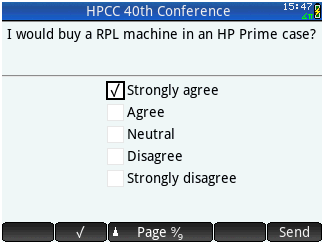 HPCC 40th Conference
15:47
I would buy a RPL machine in an HP Prime case?
√ Strongly agree
Agree
Neutral
Disagree
Strongly disagree
√
Send